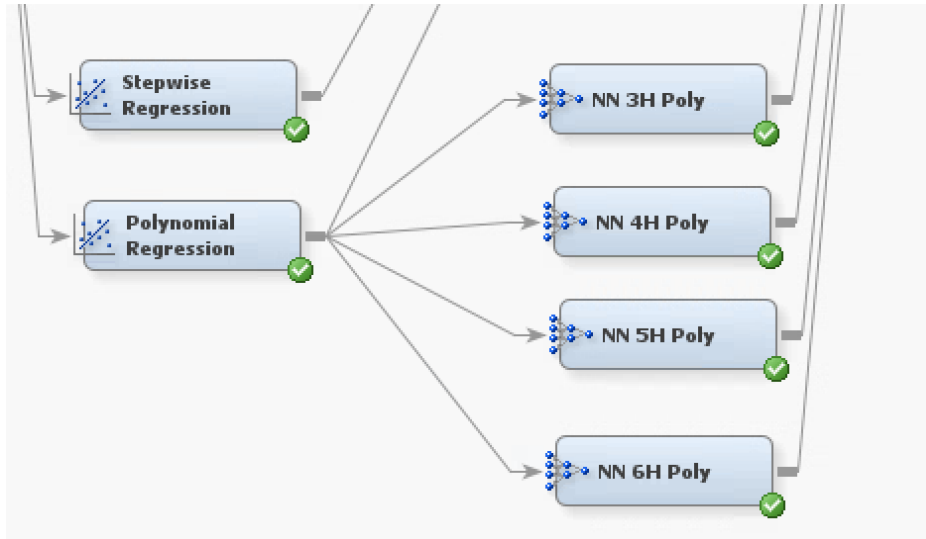 Stepwise
Regression
Polynomial
Regression
NN 3H Poly
NN 4H Poly
NN 5H Poly
NN 6H Poly